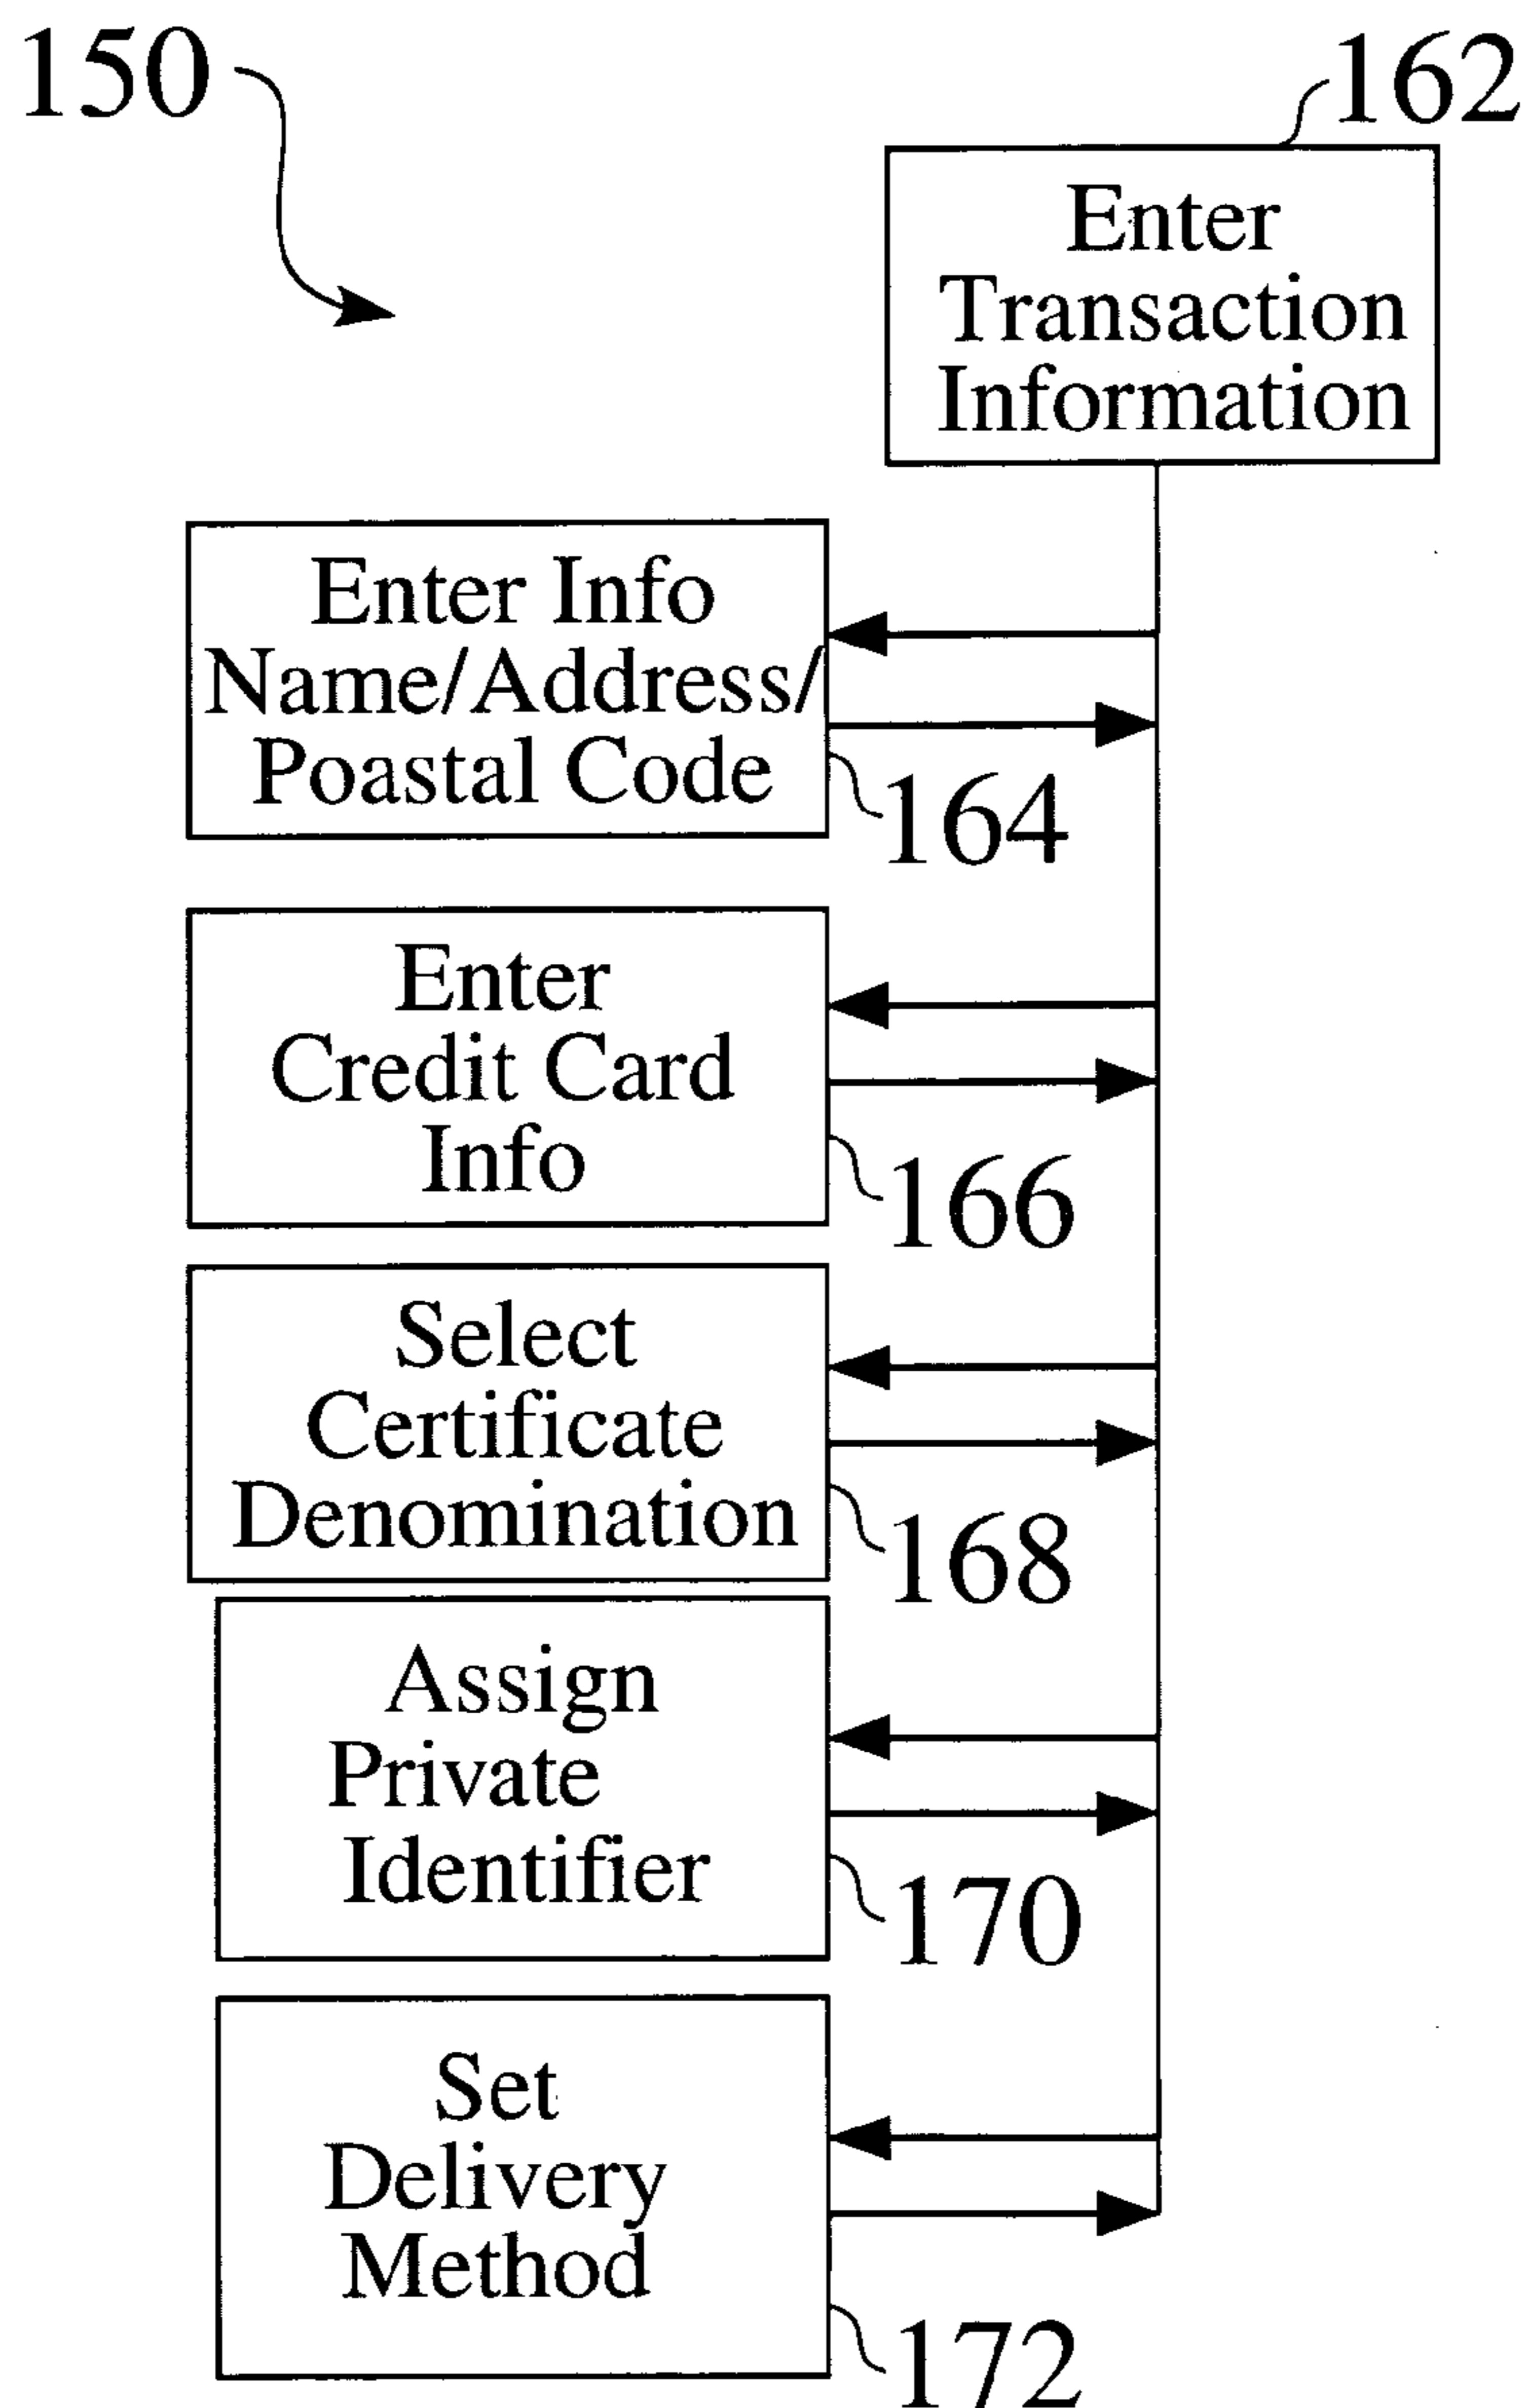 150
162
Enter
Transaction
Information
Enter Info
Name/Address/
Poastal Code
164
Enter
Credit Card
Info
166
Select
Certificate
Denomination
168
Assign
Private
Identifier
170
Set
Delivery
Method
172